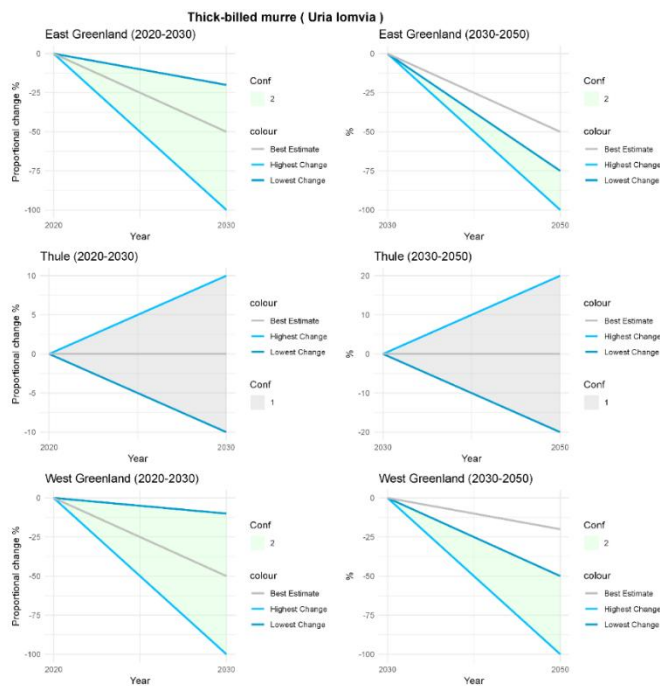 Thick-billed murre ( Uria lomvia )
East Greenland (2020-2030)
Proportional change %
0
-25
-50
-75
-100
2020
2030
Year
Conf
2
colour
Best Estimate
Highest Change
Lowest Change
East Greenland (2030-2050)
%
0
-25
-50
-75
-100
2030
2050
Year
Conf
2
colour
Best Estimate
Highest Change
Lowest Change
Thule (2020-2030)
Proportional change %
10
5
0
-5
-10
2020
2030
Year
colour
Best Estimate
Highest Change
Lowest Change
Conf
1
Thule (2030-2050)
%
20
10
0
-10
-20
2030
2050
Year
colour
Best Estimate
Highest Change
Lowest Change
Conf
1
West Greenland (2020-2030)
Proportional change %
0
-25
-50
-75
-100
2020
2030
Year
Conf
2
colour
Best Estimate
Highest Change
Lowest Change
West Greenland (2030-2050)
%
0
-25
-50
-75
-100
2030
2050
Year
Conf
2
colour
Best Estimate
Highest Change
Lowest Change